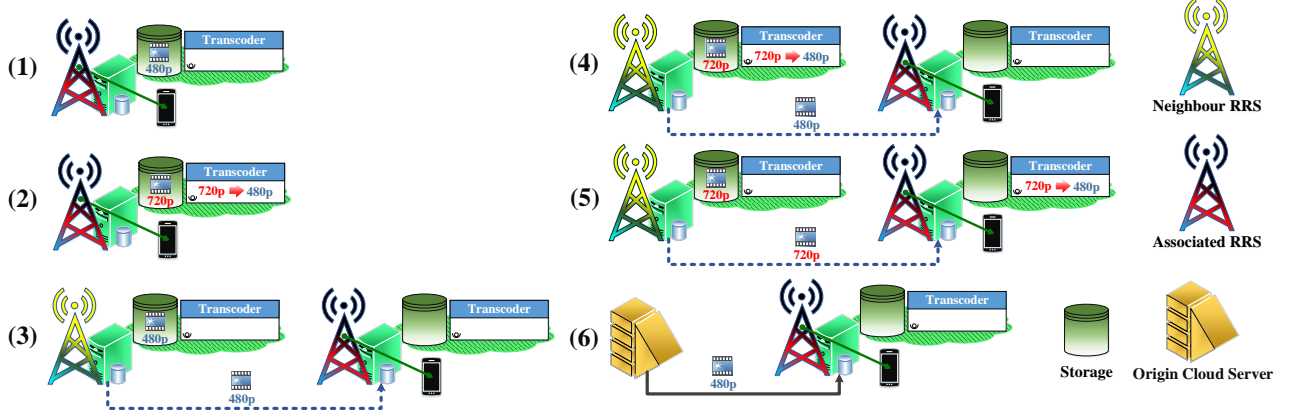 (1)
Transcoder
480p
(2)
Transcoder
720p 480p
720p
(3)
Transcoder
480p
Transcoder
480p
(4)
Transcoder
720p 480p
720p
Transcoder
480p
(5)
Transcoder
720p
Transcoder
720p 480p
720p
(6)
Transcoder
480p
Neighbour RRS
Associated RRS
Storage
Origin Cloud Server